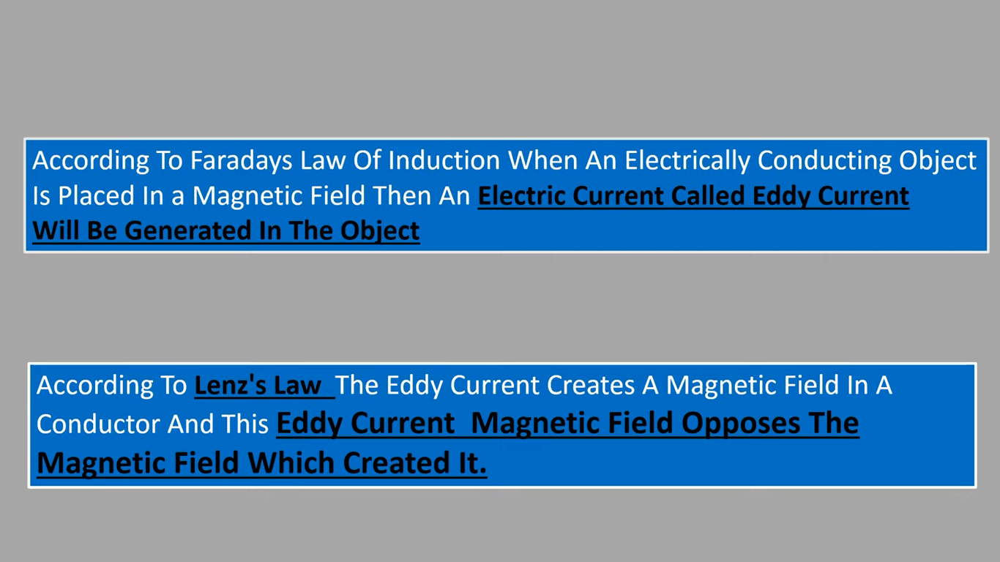 According To Faradays Law Of Induction When An Electrically Conducting Object
Is Placed In a Magnetic Field Then An Electric Current Called Eddy Current
Will Be Generated In The Object
According To Lenz's Law The Eddy Current Creates A Magnetic Field In A
Conductor And This Eddy Current Magnetic Field Opposes The
Magnetic Field Which Created It.